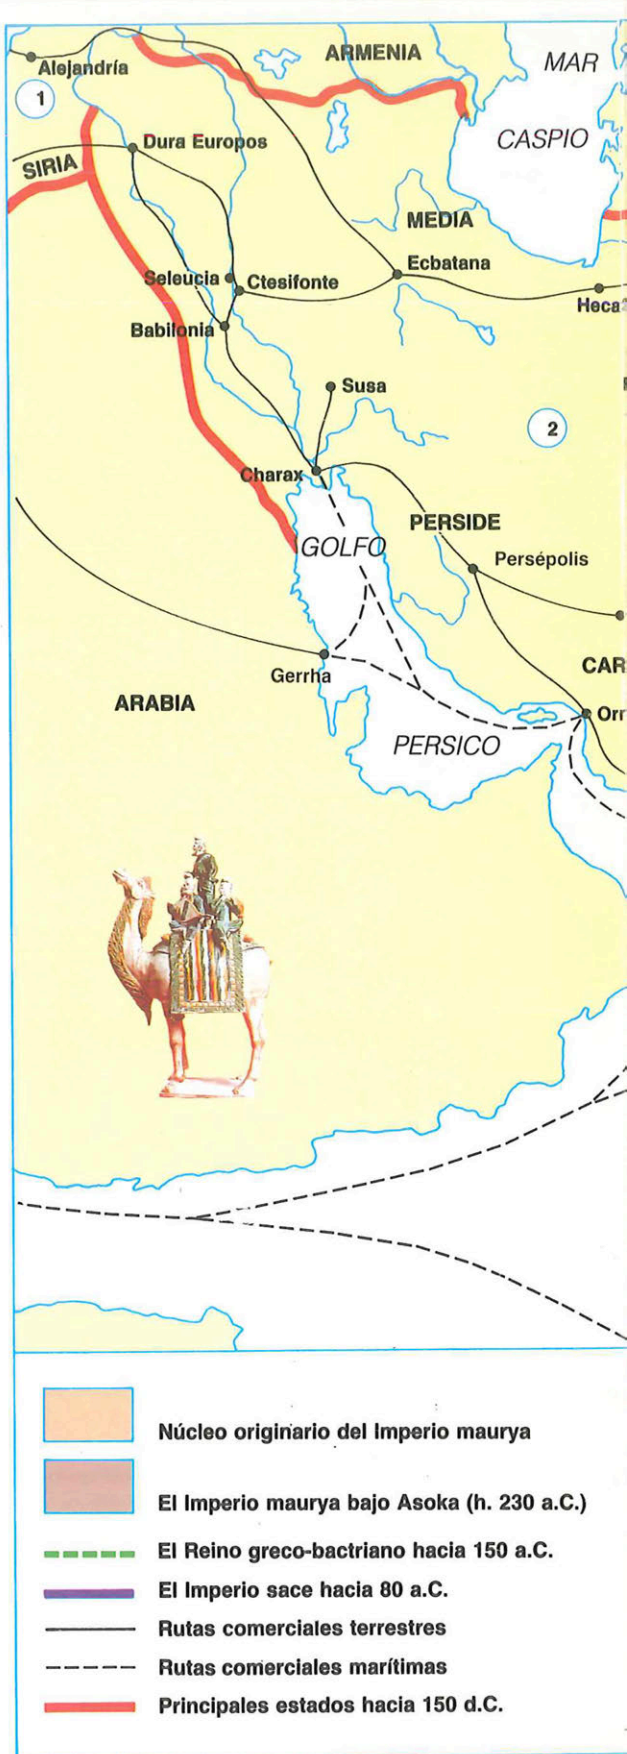 ARMENIA
MAR
CASPIO
Alejandría
1
Dura Europos
SIRIA
MEDIA
Ecbatana
Seleucia
Ctesifonte
Heca
Babilonia
Susa
2
Charax
PERSIDE
GOLFO
Persépolis
Gerrha
CAR
ARABIA
Orr
PERSICO
Núcleo originario del Imperio maurya
El Imperio maurya bajo Asoka (h. 230 a.C.)
El Reino greco-bactriano hacia 150 a.C.
El Imperio sace hacia 80 a.C.
Rutas comerciales terrestres
Rutas comerciales marítimas
Principales estados hacia 150 d.C.